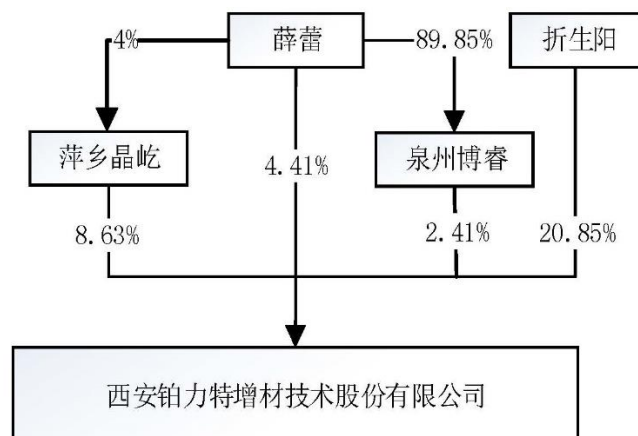 薛蕾
折生阳
4%
89.85%
萍乡晶屹
4.41%
泉州博睿
8.63%
2.41%
20.85%
西安铂力特增材技术股份有限公司